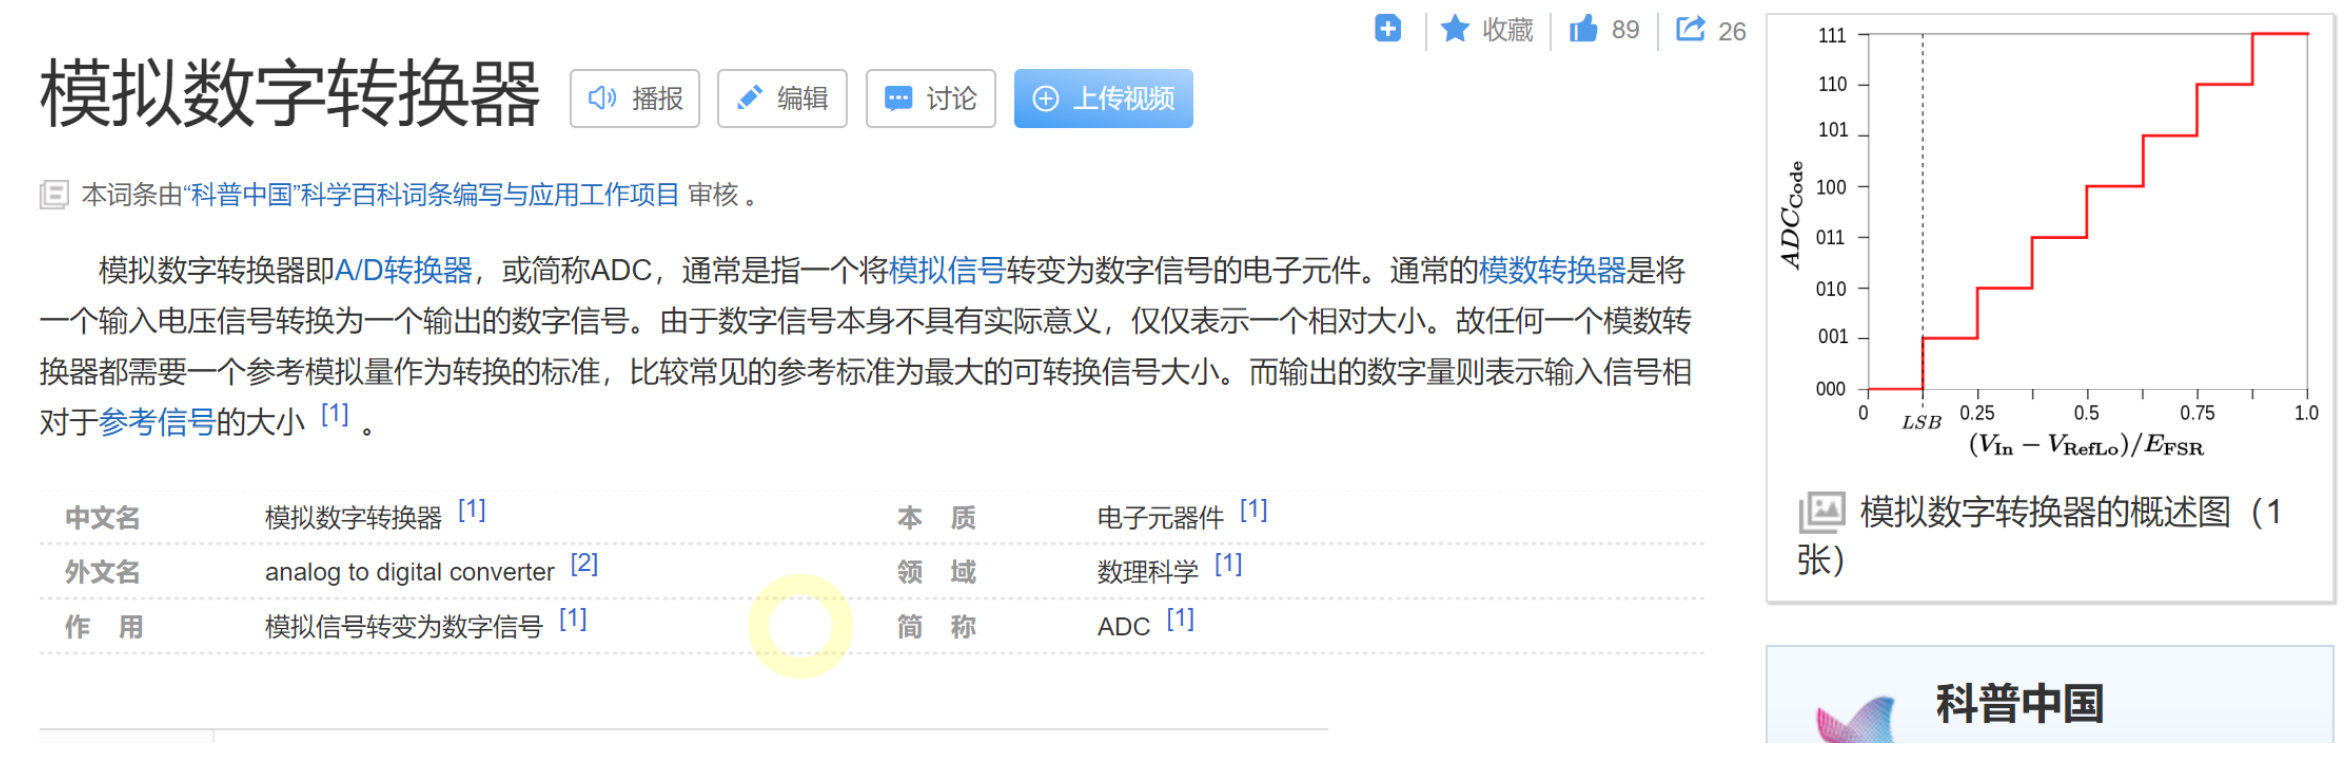 收藏 89 26
模拟数字转换器 播报 编辑 讨论 上传视频
本词条由“科普中国”科学百科词条编写与应用工作项目 审核 。
模拟数字转换器即A/D转换器，或简称ADC，通常是指一个将模拟信号转变为数字信号的电子元件。通常的模数转换器是将
一个输入电压信号转换为一个输出的数字信号。由于数字信号本身不具有实际意义，仅仅表示一个相对大小。故任何一个模数转
换器都需要一个参考模拟量作为转换的标准，比较常见的参考标准为最大的可转换信号大小。而输出的数字量则表示输入信号相
对于参考信号的大小 [1] 。
中文名 模拟数字转换器 [1] 本 质 电子元器件 [1]
外文名 analog to digital converter [2] 领 域 数理科学 [1]
作 用 模拟信号转变为数字信号 [1] 简 称 ADC [1]
111
110
101
100
011
010
001
000
ADC_Code
0 LSB 0.25 0.5 0.75 1.0
(V_In − V_RefLo)/E_FSR
模拟数字转换器的概述图（1
张）
科普中国